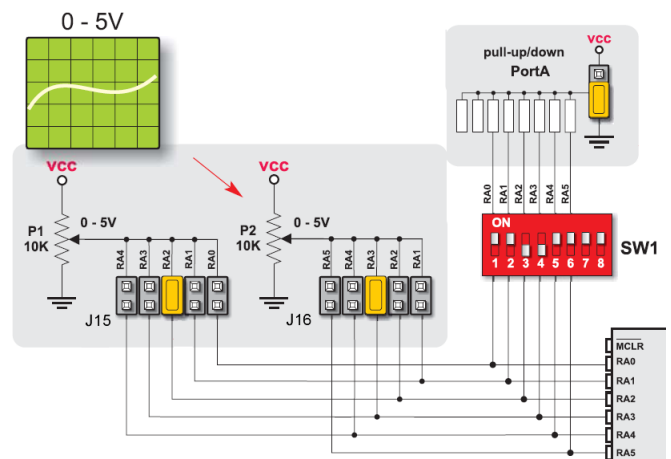 0 - 5V
VCC
pull-up/down
PortA
VCC
P1
10K
0 - 5V
RA4
RA3
RA2
RA1
RA0
J15
VCC
P2
10K
0 - 5V
RA5
RA4
RA3
RA2
RA1
J16
RA0
RA1
RA2
RA3
RA4
RA5
ON
1 2 3 4 5 6 7 8
SW1
MCLR
RA0
RA1
RA2
RA3
RA4
RA5